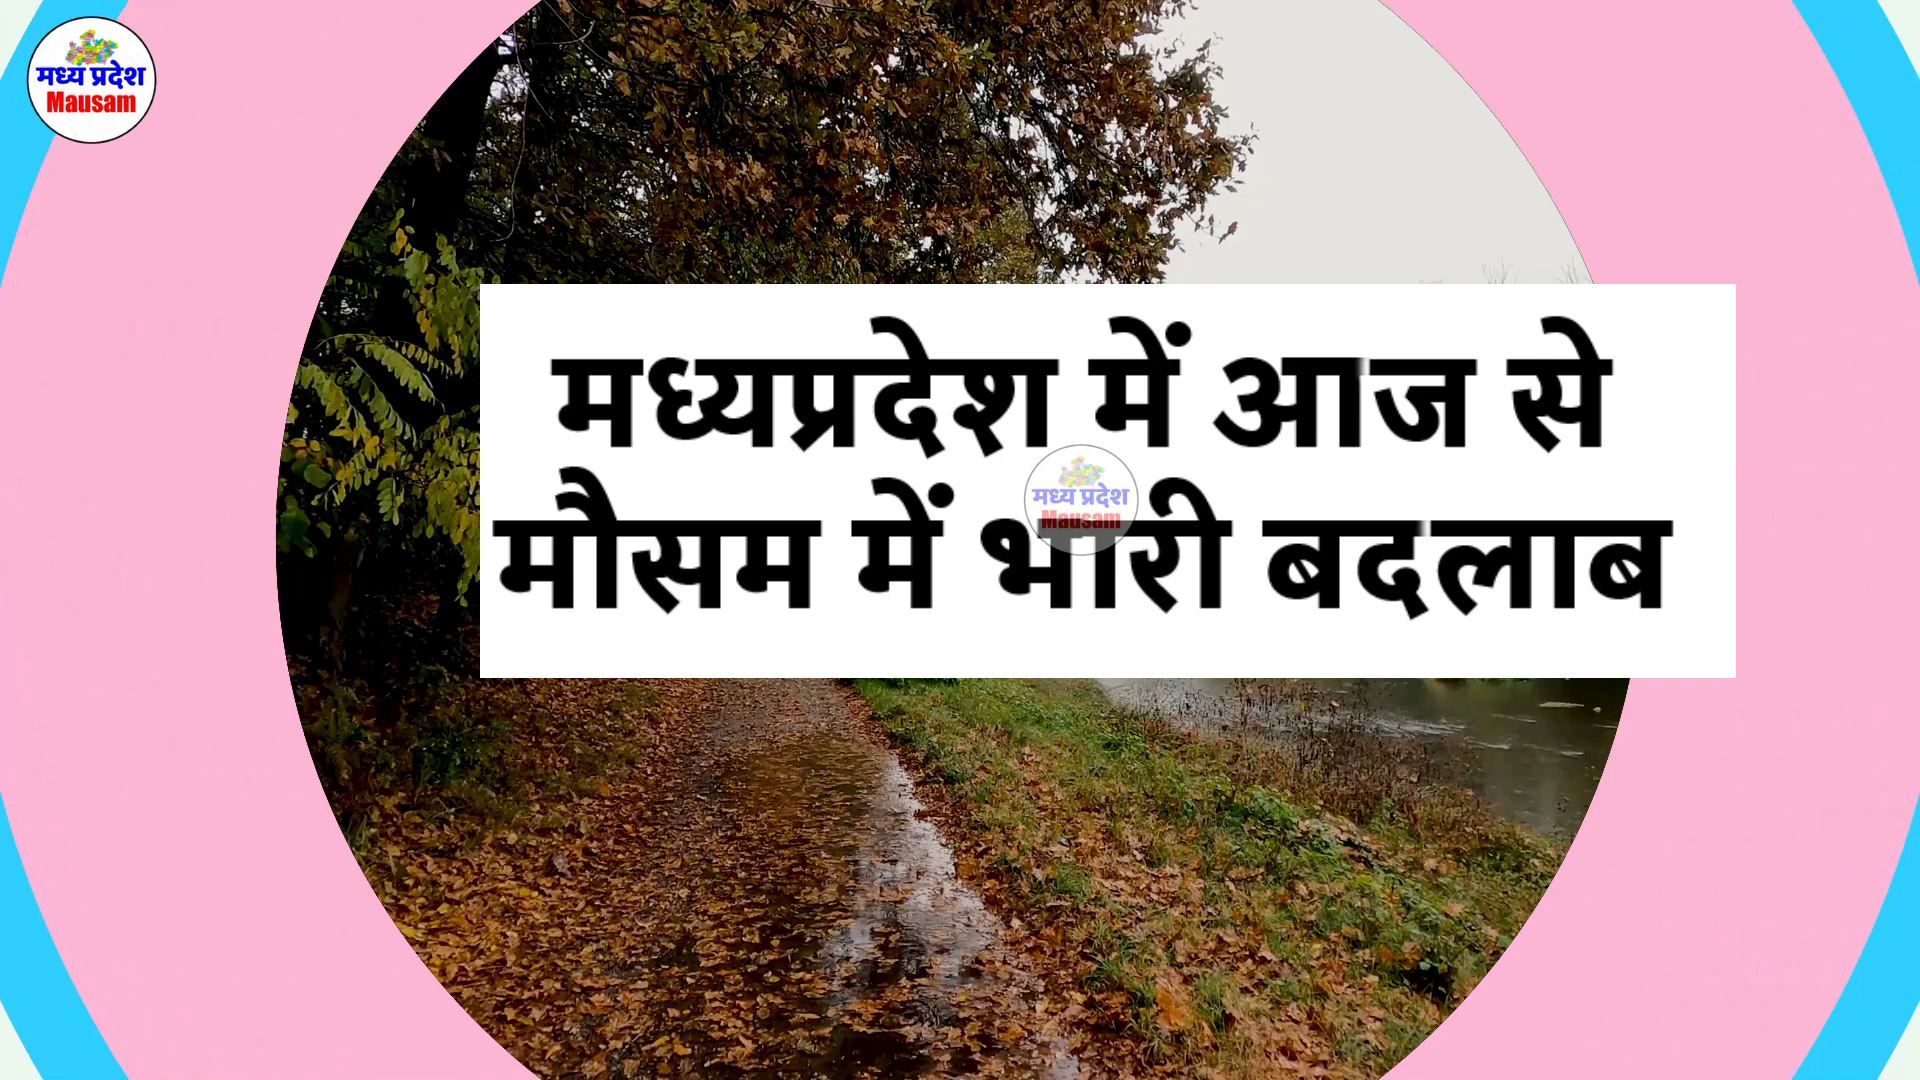 मध्य प्रदेश
Mausam
मध्यप्रदेश में आज से
मध्य प्रदेश
Mausam
मौसम में भारी बदलाब